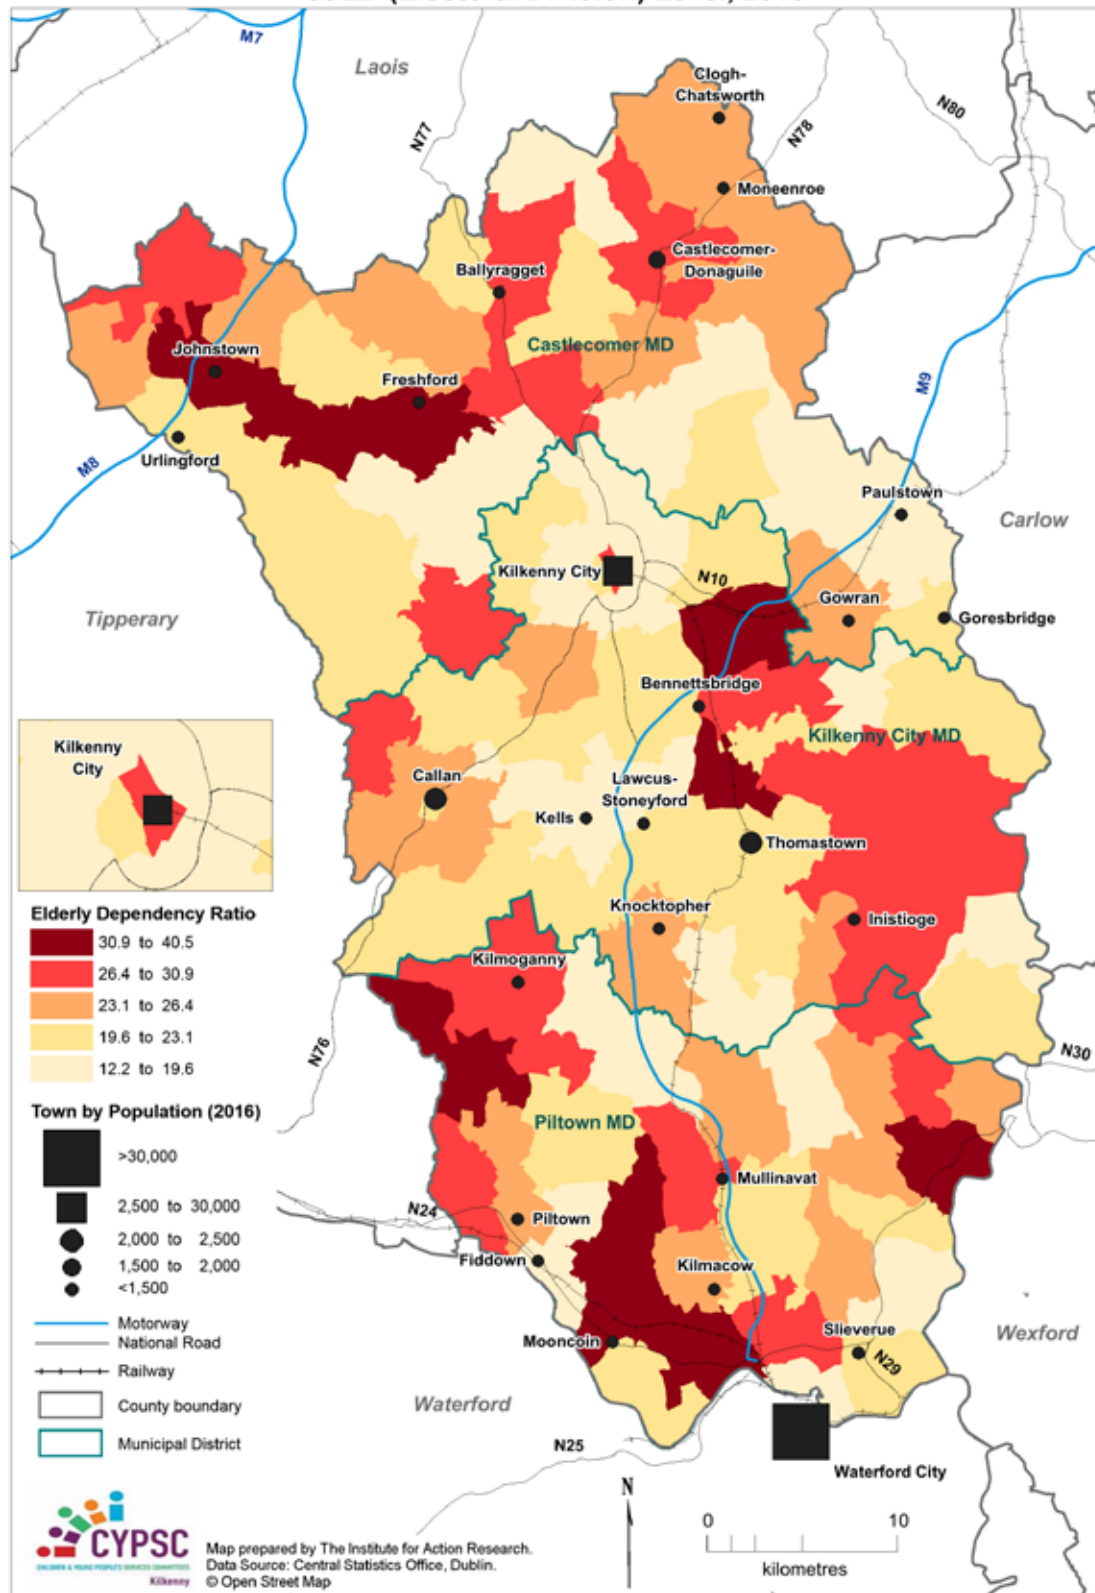 M7
Laois
N77
Clogh-
Chatsworth
N78
N80
Moneenroe
Castlecomer-
Donaguile
Ballyragget
Castlecomer MD
Johnstown
Freshford
M9
Urlingford
M8
Paulstown
Carlow
Kilkenny City
N10
Gowran
Goresbridge
Tipperary
Bennettsbridge
Kilkenny City MD
Kilkenny
City
Callan
Lawcus-
Stoneyford
Kells
Thomastown
Knocktopher
Inistioge
Kilmoganny
N76
N30
Piltown MD
Mullinavat
N24
Piltown
Fiddown
Kilmacow
Mooncoin
Slieverue
N29
Wexford
Waterford
N25
Waterford City
Elderly Dependency Ratio
30.9 to 40.5
26.4 to 30.9
23.1 to 26.4
19.6 to 23.1
12.2 to 19.6
Town by Population (2016)
>30,000
2,500 to 30,000
2,000 to 2,500
1,500 to 2,000
<1,500
Motorway
National Road
Railway
County boundary
Municipal District
N
0 10
kilometres
CYPSC
CHILDREN & YOUNG PEOPLE'S SERVICES COMMITTEES
Kilkenny
Map prepared by The Institute for Action Research.
Data Source: Central Statistics Office, Dublin.
© Open Street Map